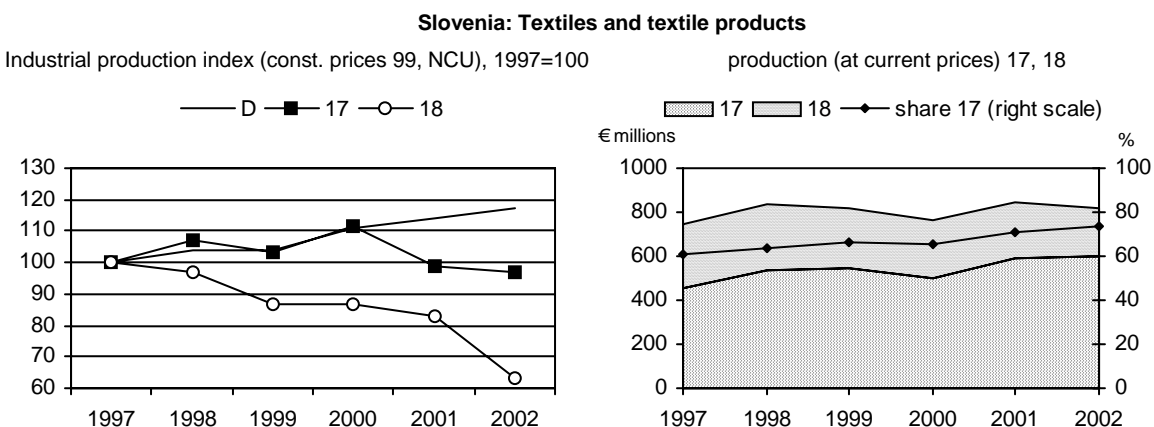 Slovenia: Textiles and textile products
Industrial production index (const. prices 99, NCU), 1997=100
D 17 18
130
120
110
100
90
80
70
60
1997 1998 1999 2000 2001 2002
production (at current prices) 17, 18
17 18 share 17 (right scale)
€ millions
%
1000 100
800 80
600 60
400 40
200 20
0 0
1997 1998 1999 2000 2001 2002